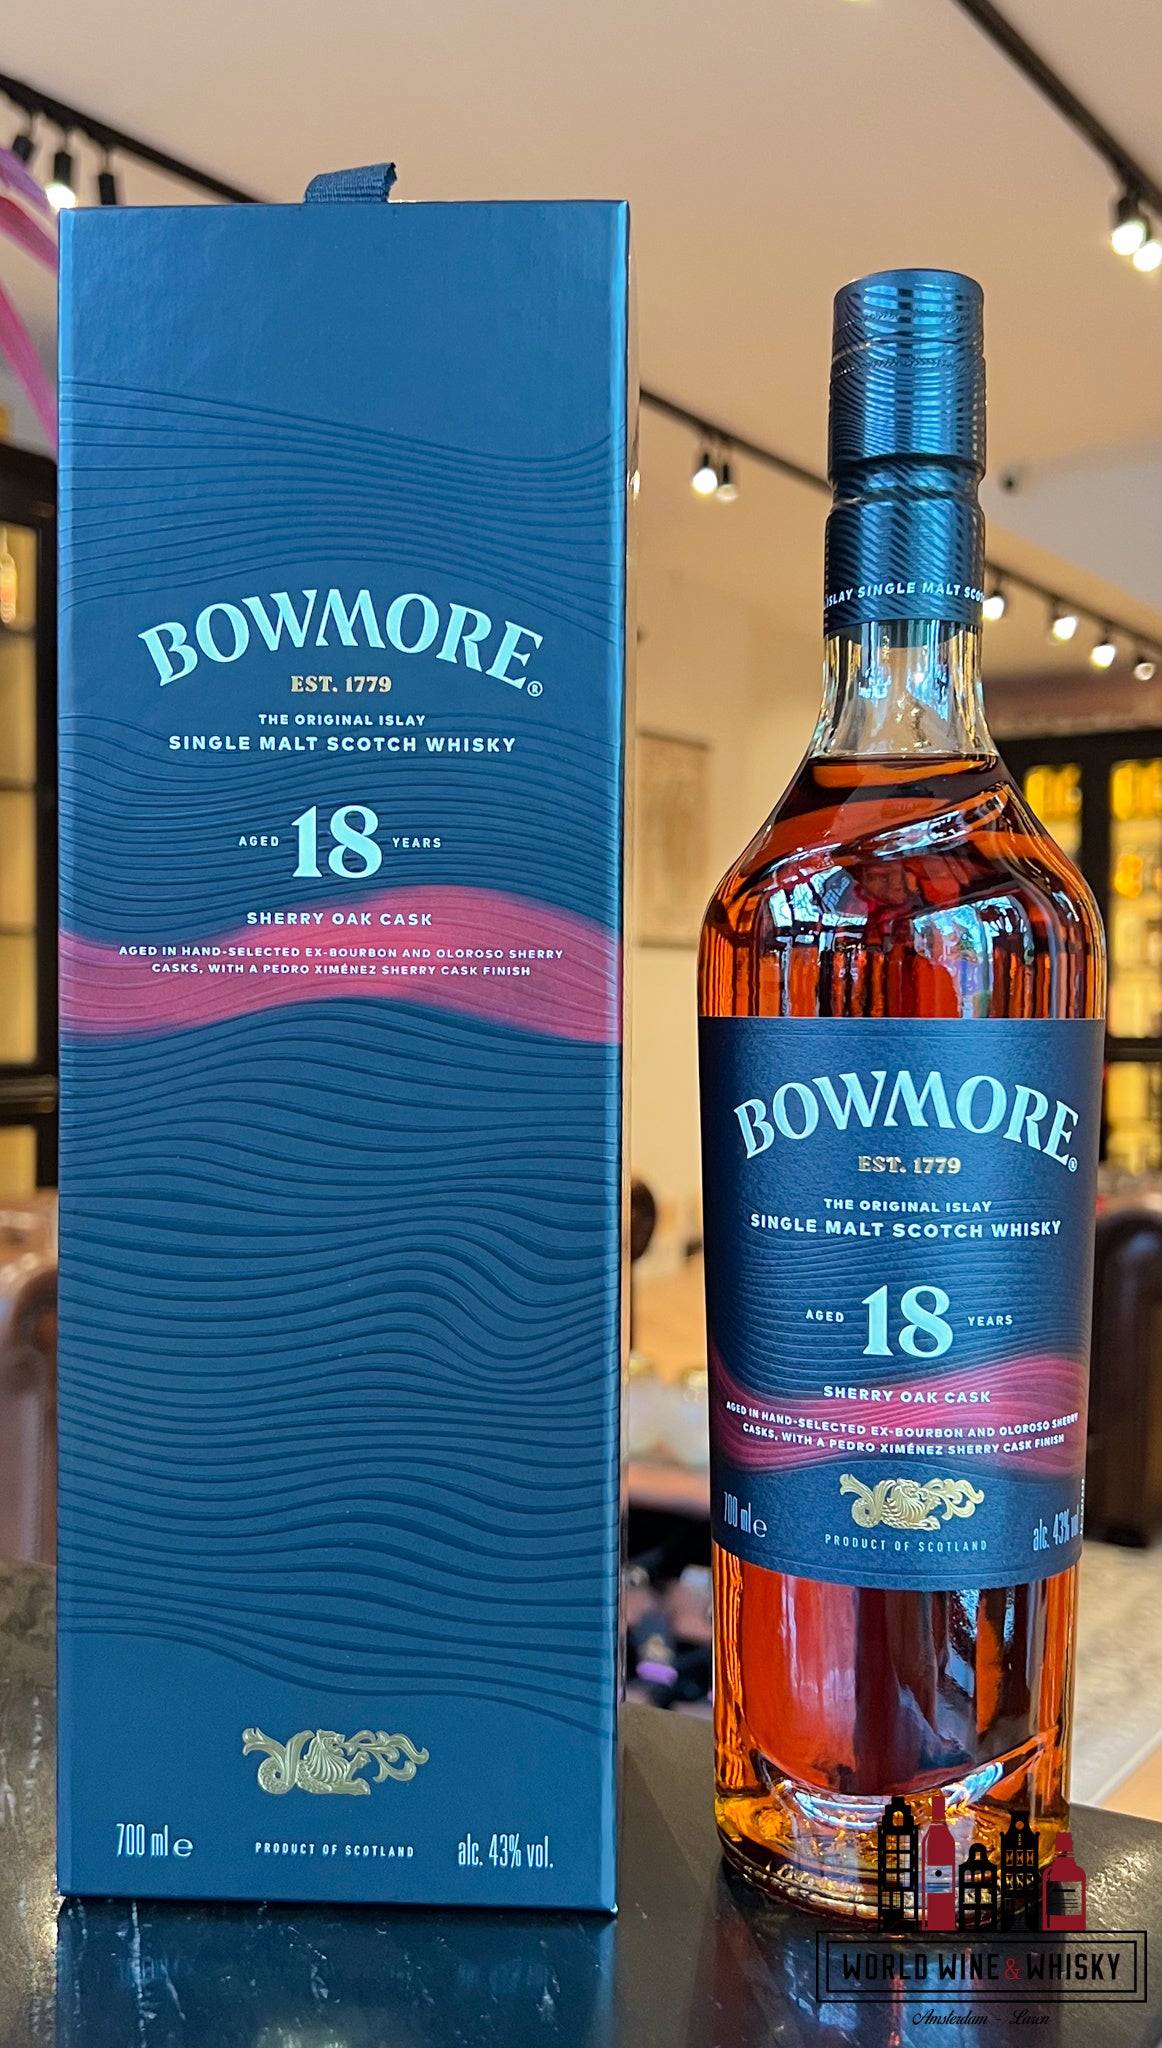 BOWMORE®
EST. 1779
THE ORIGINAL ISLAY
SINGLE MALT SCOTCH WHISKY
AGED 18 YEARS
SHERRY OAK CASK
AGED IN HAND-SELECTED EX-BOURBON AND OLOROSO SHERRY
CASKS, WITH A PEDRO XIMÉNEZ SHERRY CASK FINISH
700 ml e PRODUCT OF SCOTLAND alc. 43% vol.
ISLAY SINGLE MALT SCOT
BOWMORE®
EST. 1779
THE ORIGINAL ISLAY
SINGLE MALT SCOTCH WHISKY
AGED 18 YEARS
SHERRY OAK CASK
AGED IN HAND-SELECTED EX-BOURBON AND OLOROSO SHERRY
CASKS, WITH A PEDRO XIMÉNEZ SHERRY CASK FINISH
700 ml e PRODUCT OF SCOTLAND alc. 43%
WORLD WINE & WHISKY
Amsterdam - Laren